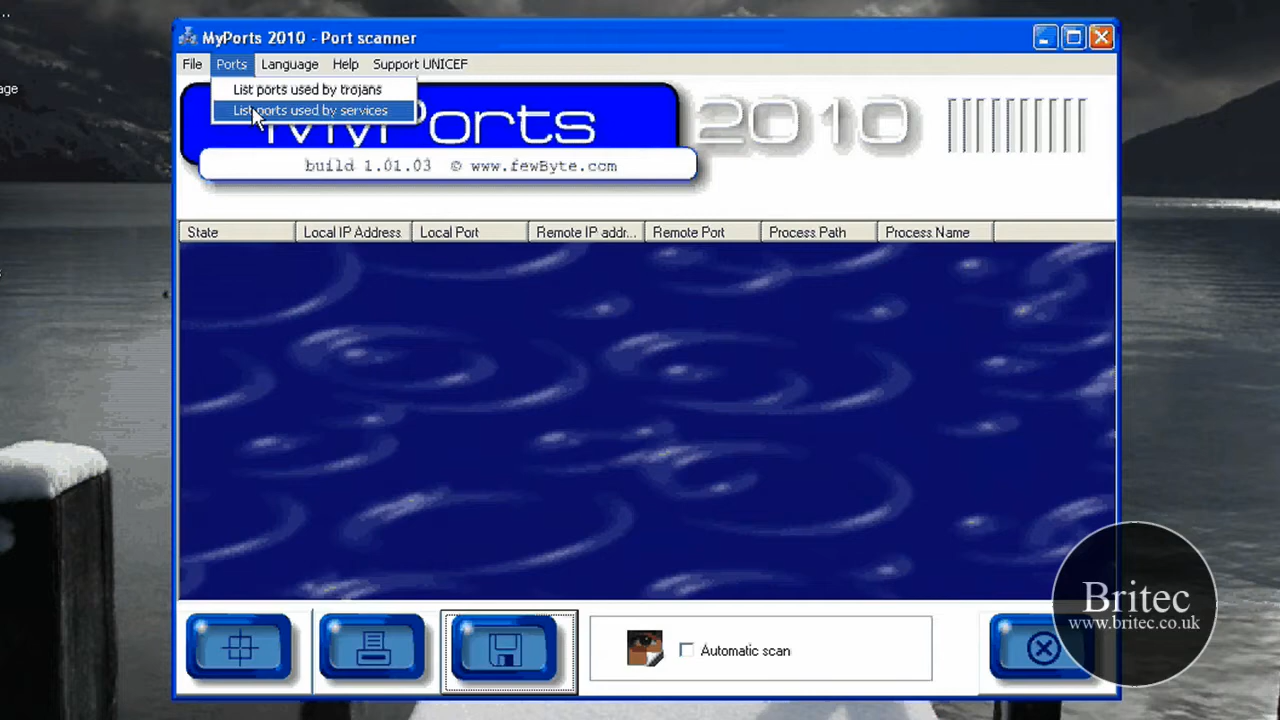 MyPorts 2010 - Port scanner
age
File Ports Language Help Support UNICEF
List ports used by trojans
List ports used by services
MyPorts 2010
build 1.01.03 © www.fewByte.com
State Local IP Address Local Port Remote IP addr... Remote Port Process Path Process Name
Automatic scan
Britec
www.britec.co.uk